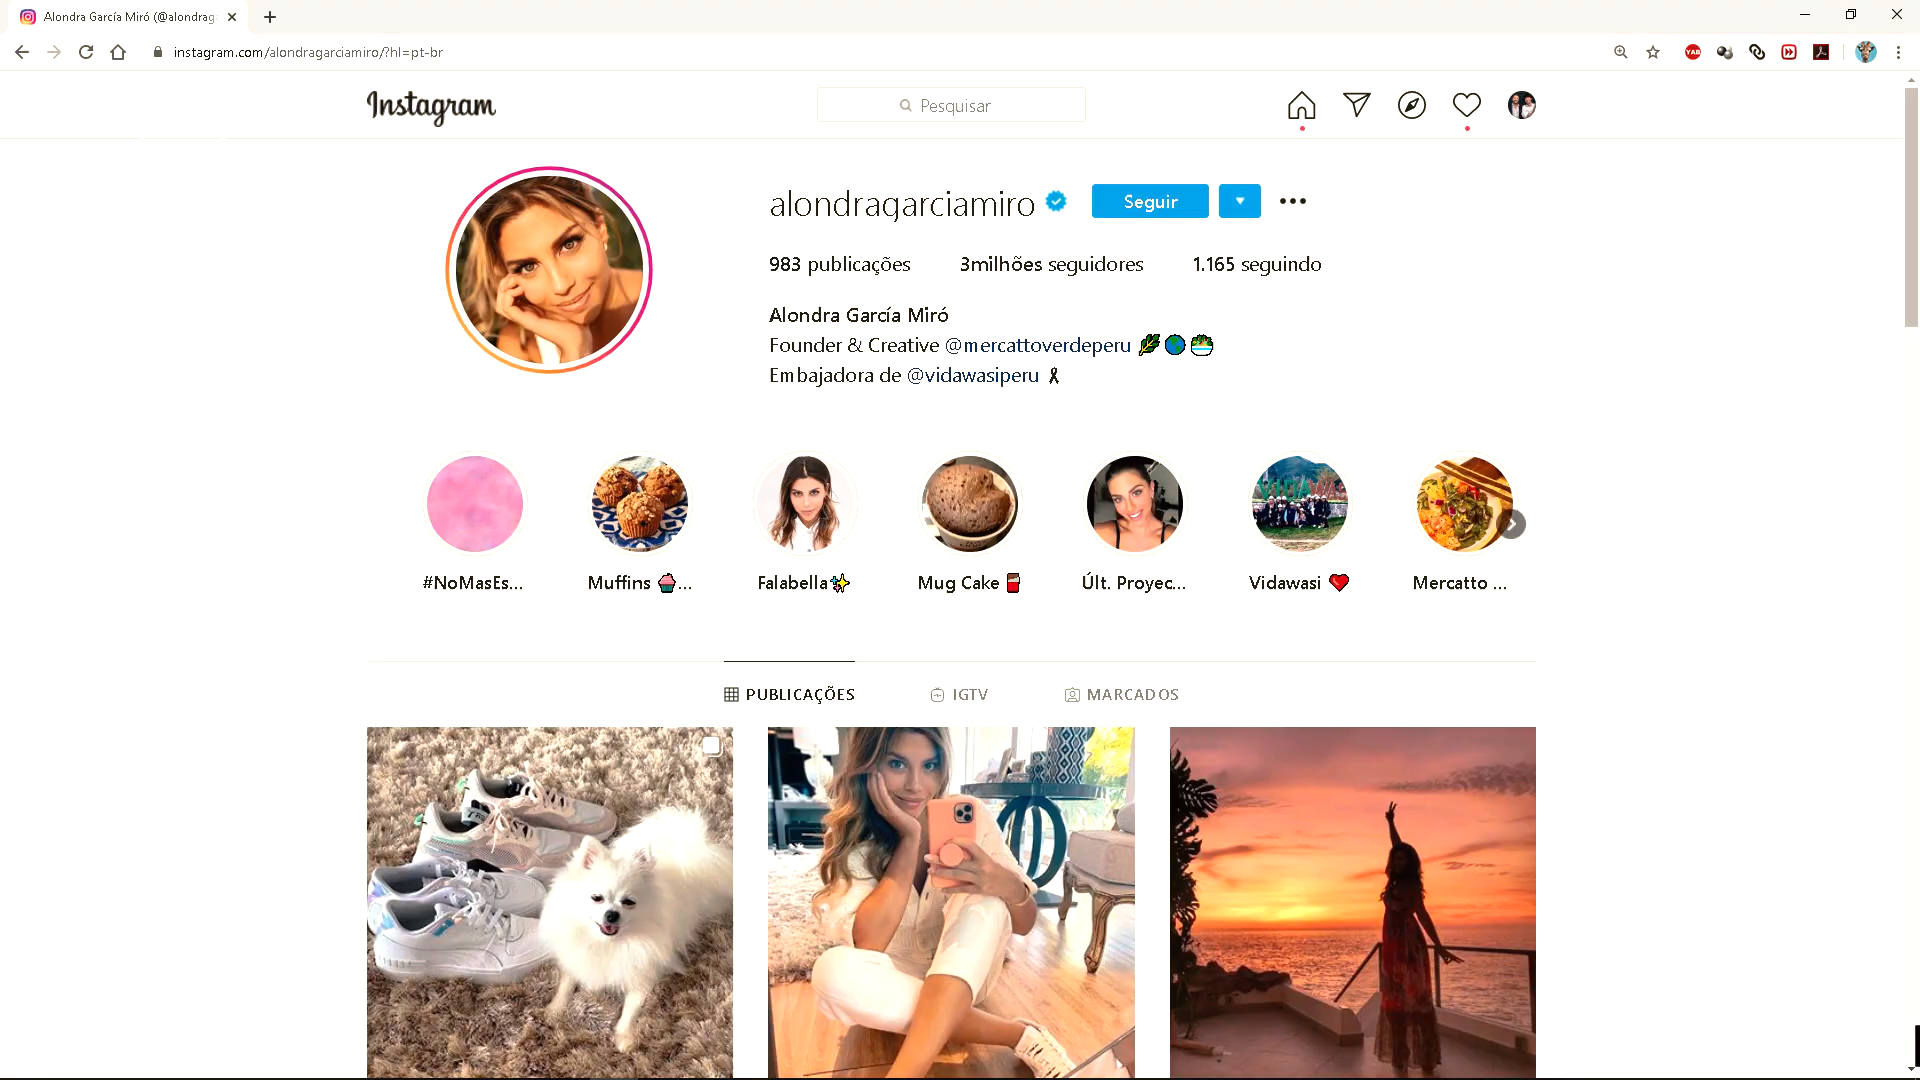 Alondra García Miró (@alondrag
instagram.com/alondragarciamiro/?hl=pt-br
YAB
Instagram
Pesquisar
alondragarciamiro
Seguir
983 publicações
3milhões seguidores
1.165 seguindo
Alondra García Miró
Founder & Creative @mercattoverdeperu 🌿🌎🥗
Embajadora de @vidawasiperu 🎗
#NoMasEs...
Muffins 🧁...
Falabella✨
Mug Cake 🍫
Últ. Proyec...
Vidawasi ❤️
Mercatto ...
PUBLICAÇÕES
IGTV
MARCADOS